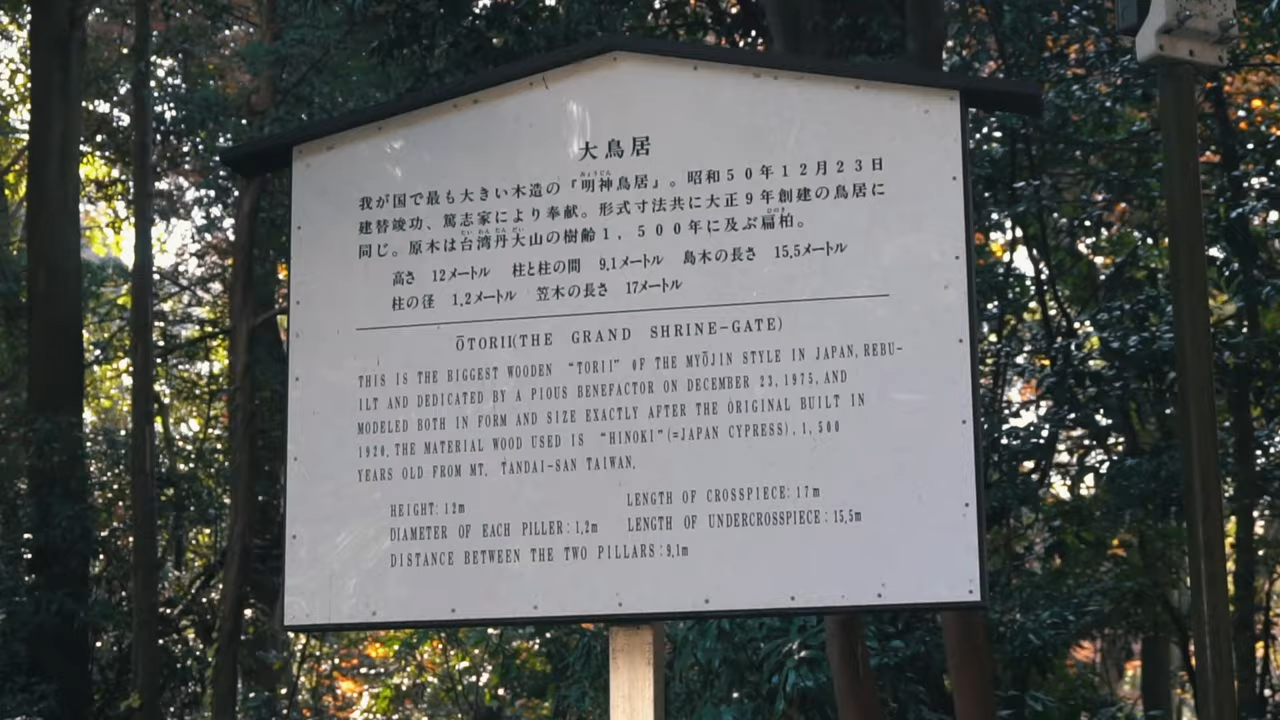 大鳥居
我が国で最も大きい木造の『明神鳥居』。昭和50年12月23日
建替竣功、篤志家により奉献。形式寸法共に大正9年創建の鳥居に
同じ。原木は台湾丹大山の樹齢1,500年に及ぶ扁柏。
高さ 12メートル 柱と柱の間 9.1メートル 島木の長さ 15,5メートル
柱の径 1,2メートル 笠木の長さ 17メートル
ŌTORII(THE GRAND SHRINE-GATE)
THIS IS THE BIGGEST WOODEN “TORII” OF THE MYŌJIN STYLE IN JAPAN, REBU-
ILT AND DEDICATED BY A PIOUS BENEFACTOR ON DECEMBER 23, 1975, AND
MODELED BOTH IN FORM AND SIZE EXACTLY AFTER THE ORIGINAL BUILT IN
1920. THE MATERIAL WOOD USED IS “HINOKI”(=JAPAN CYPRESS), 1,500
YEARS OLD FROM MT. TANDAI-SAN TAIWAN.
HEIGHT: 12m LENGTH OF CROSSPIECE: 17m
DIAMETER OF EACH PILLER: 1,2m LENGTH OF UNDERCROSSPIECE: 15,5m
DISTANCE BETWEEN THE TWO PILLARS: 9,1m